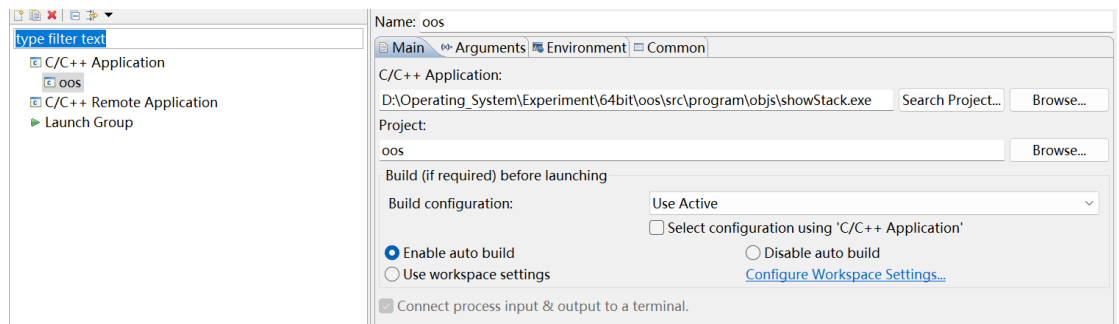 type filter text
C/C++ Application
oos
C/C++ Remote Application
Launch Group
Name: oos
Main Arguments Environment Common
C/C++ Application:
D:\Operating_System\Experiment\64bit\oos\src\program\objs\showStack.exe Search Project... Browse...
Project:
oos Browse...
Build (if required) before launching
Build configuration: Use Active
Select configuration using 'C/C++ Application'
Enable auto build Disable auto build
Use workspace settings Configure Workspace Settings...
Connect process input & output to a terminal.